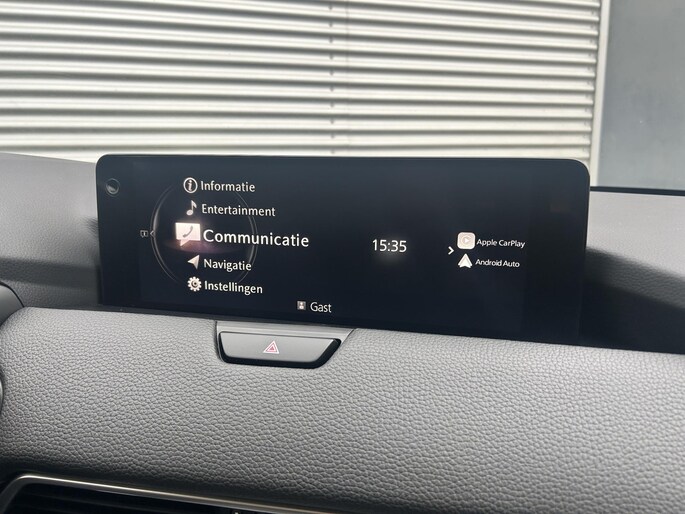 Informatie
Entertainment
Communicatie
Navigatie
Instellingen
15:35
Apple CarPlay
Android Auto
Gast